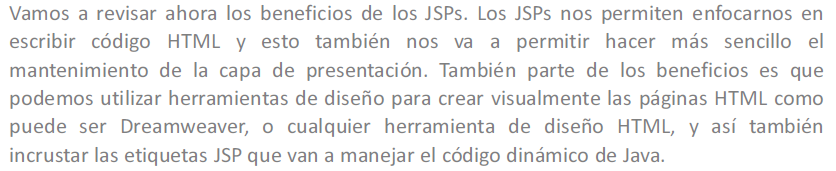 Vamos a revisar ahora los beneficios de los JSPs. Los JSPs nos permiten enfocarnos en
escribir código HTML y esto también nos va a permitir hacer más sencillo el
mantenimiento de la capa de presentación. También parte de los beneficios es que
podemos utilizar herramientas de diseño para crear visualmente las páginas HTML como
puede ser Dreamweaver, o cualquier herramienta de diseño HTML, y así también
incrustar las etiquetas JSP que van a manejar el código dinámico de Java.